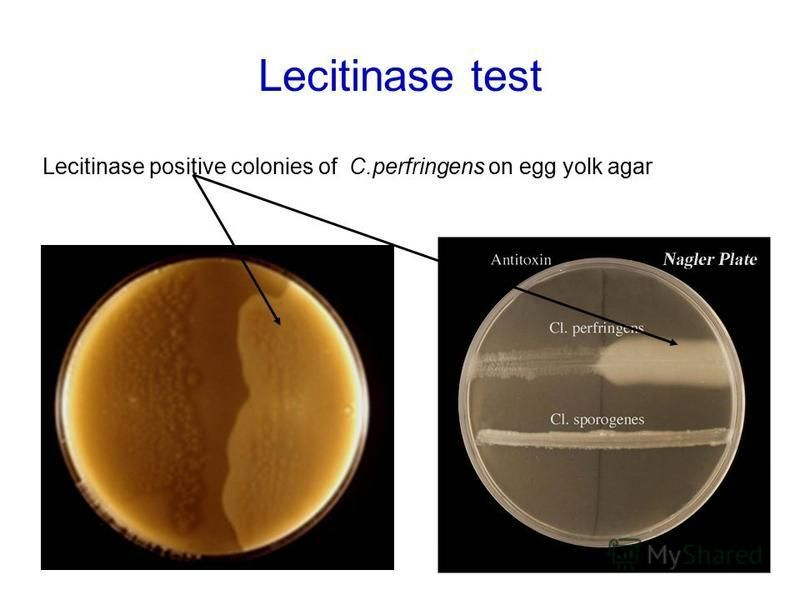 Lecitinase test
Lecitinase positive colonies of C.perfringens on egg yolk agar
Antitoxin
Nagler Plate
Cl. perfringens
Cl. sporogenes
MyShared